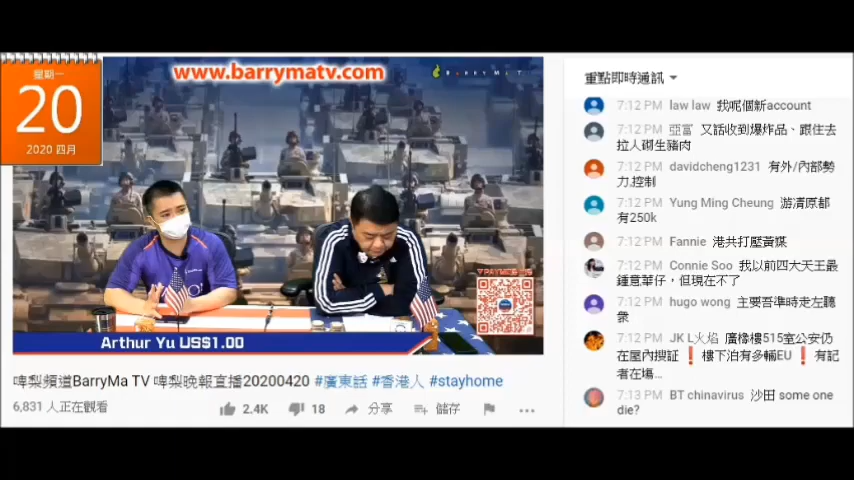 星期一
20
2020 四月
www.barrymatv.com
BARRYMA
PAYME
Arthur Yu US$1.00
啤梨頻道BarryMa TV 啤梨晚報直播20200420 #廣東話 #香港人 #stayhome
6,831 人正在觀看
2.4K
18
分享
儲存
重點即時通訊
7:12 PM law law 我呢個新account
7:12 PM 亞富 又話收到爆炸品、跟住去
拉人砌生豬肉
7:12 PM davidcheng1231 有外/內部勢
力,控制
7:12 PM Yung Ming Cheung 游清原都
有250k
7:12 PM Fannie 港共打壓黃媒
7:12 PM Connie Soo 我以前四大天王最
鍾意華仔，但現在不了
7:12 PM hugo wong 主要吾準時走左聽
眾
7:12 PM JK L火焰 廣橡樓515室公安仍
在屋內搜証❗樓下泊有多輛EU❗有記
者在塲...
7:13 PM BT chinavirus 沙田 some one
die?